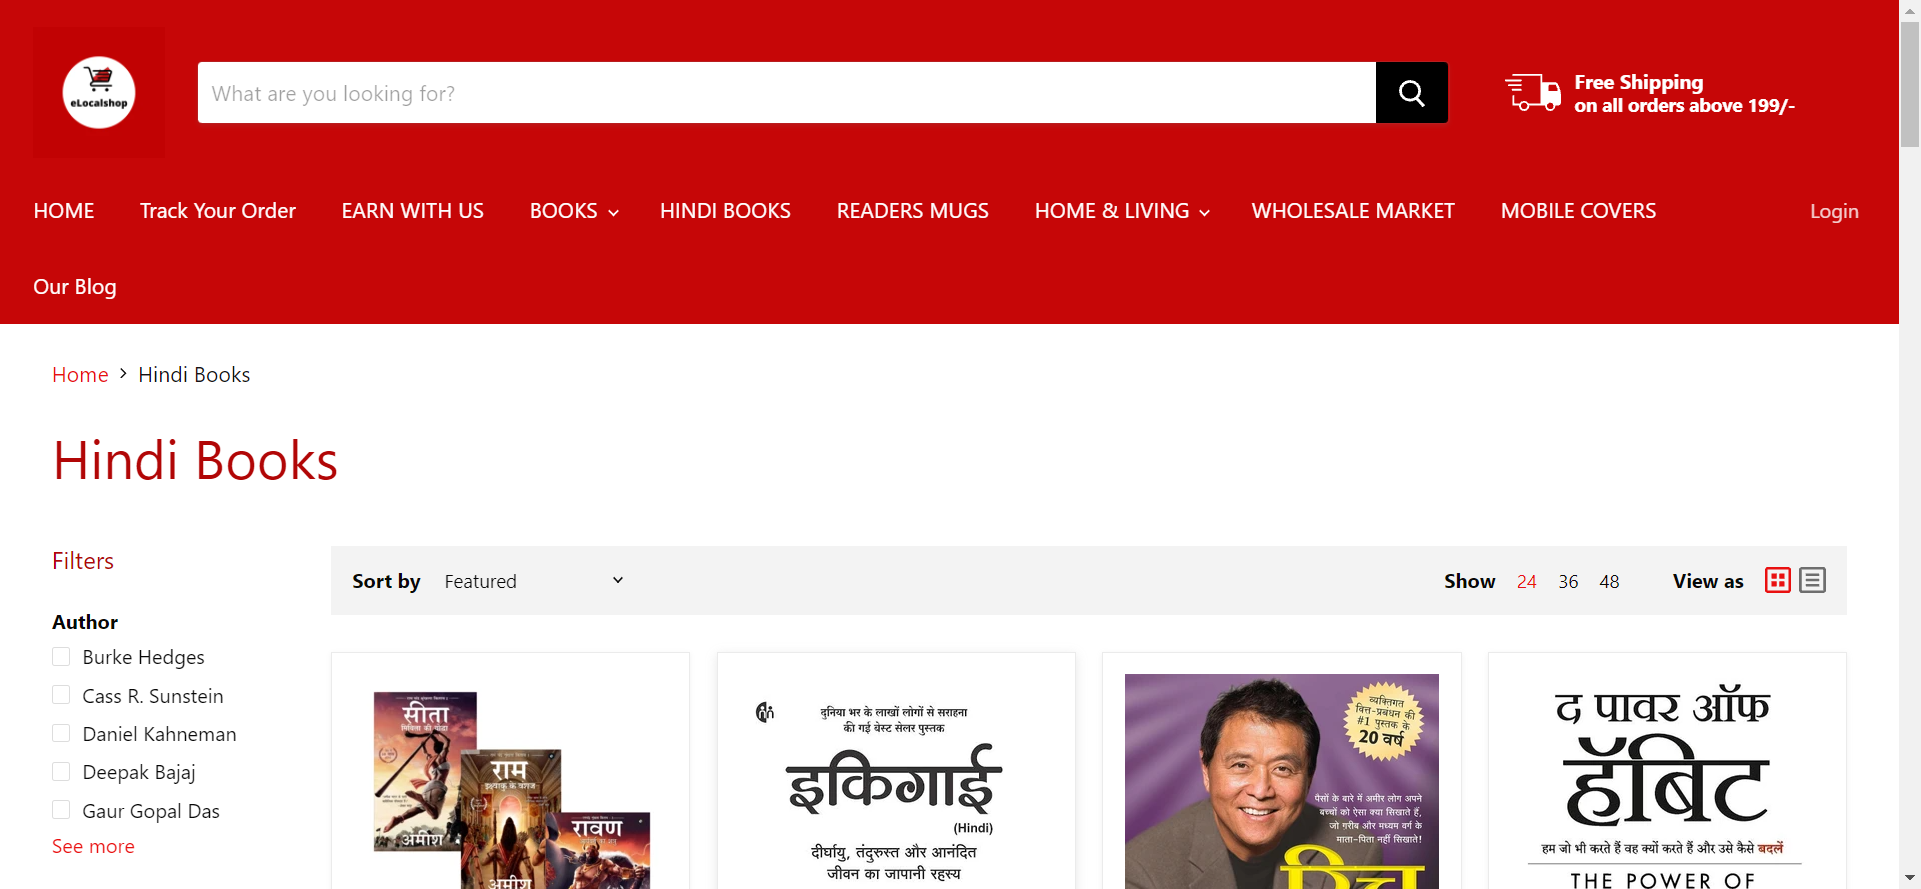 eLocalshop
What are you looking for?
Free Shipping
on all orders above 199/-
HOME
Track Your Order
EARN WITH US
BOOKS
HINDI BOOKS
READERS MUGS
HOME & LIVING
WHOLESALE MARKET
MOBILE COVERS
Login
Our Blog
Home > Hindi Books
Hindi Books
Filters
Sort by Featured
Show 24 36 48
View as
Author
Burke Hedges
Cass R. Sunstein
Daniel Kahneman
Deepak Bajaj
Gaur Gopal Das
See more
सीता
मिथिला की योद्धा
अमीश
राम
इक्ष्वाकु के वंशज
अमीश
रावण
दुनिया भर के लाखों लोगों से सराहना
की गई बेस्ट सेलर पुस्तक
इकिगाई
(Hindi)
दीर्घायु, तंदुरुस्त और आनंदित
जीवन का जापानी रहस्य
व्यक्तिगत
वित्त-प्रबंधन की
#1 पुस्तक के
20 वर्ष
पैसों के बारे में अमीर लोग अपने
बच्चों को ऐसा क्या सिखाते हैं,
जो ग़रीब और मध्यम वर्ग के
माता-पिता नहीं सिखाते!
रिच
द पावर ऑफ
हॅबिट
हम जो भी करते हैं वह क्यों करते हैं और उसे कैसे बदलें
THE POWER OF